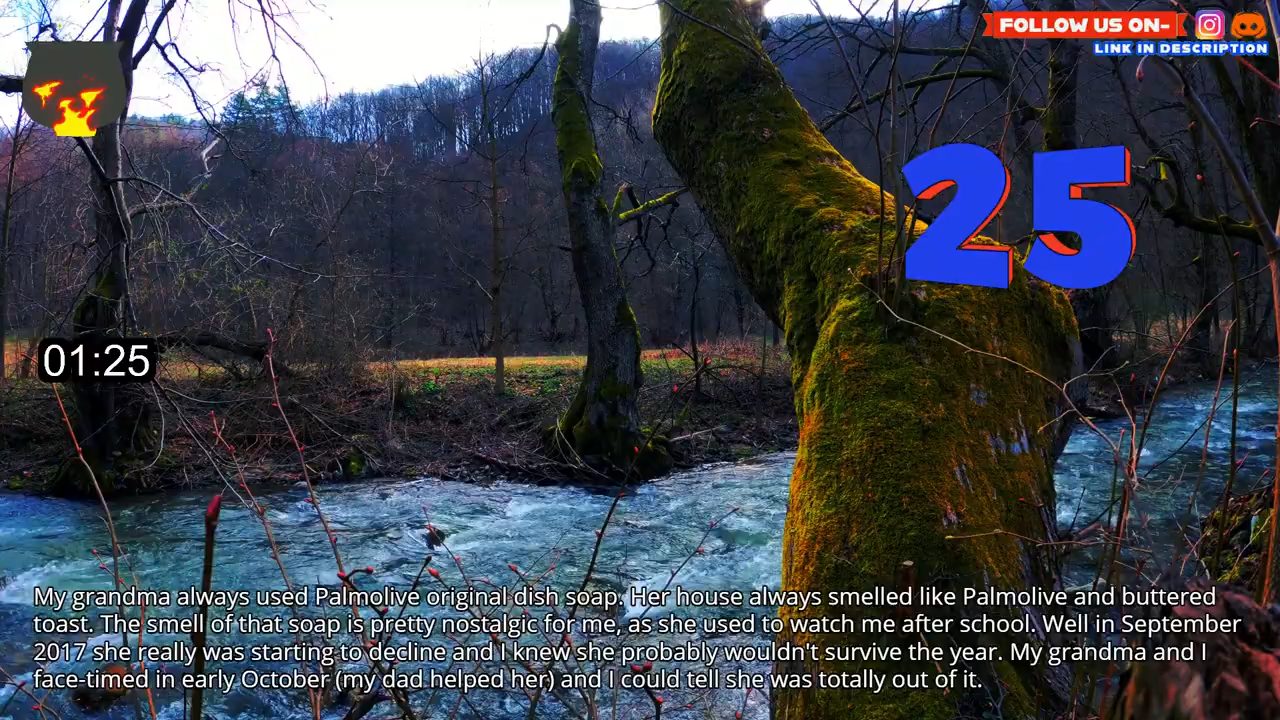 FOLLOW US ON-
LINK IN DESCRIPTION
25
01:25
My grandma always used Palmolive original dish soap. Her house always smelled like Palmolive and buttered
toast. The smell of that soap is pretty nostalgic for me, as she used to watch me after school. Well in September
2017 she really was starting to decline and I knew she probably wouldn't survive the year. My grandma and I
face-timed in early October (my dad helped her) and I could tell she was totally out of it.